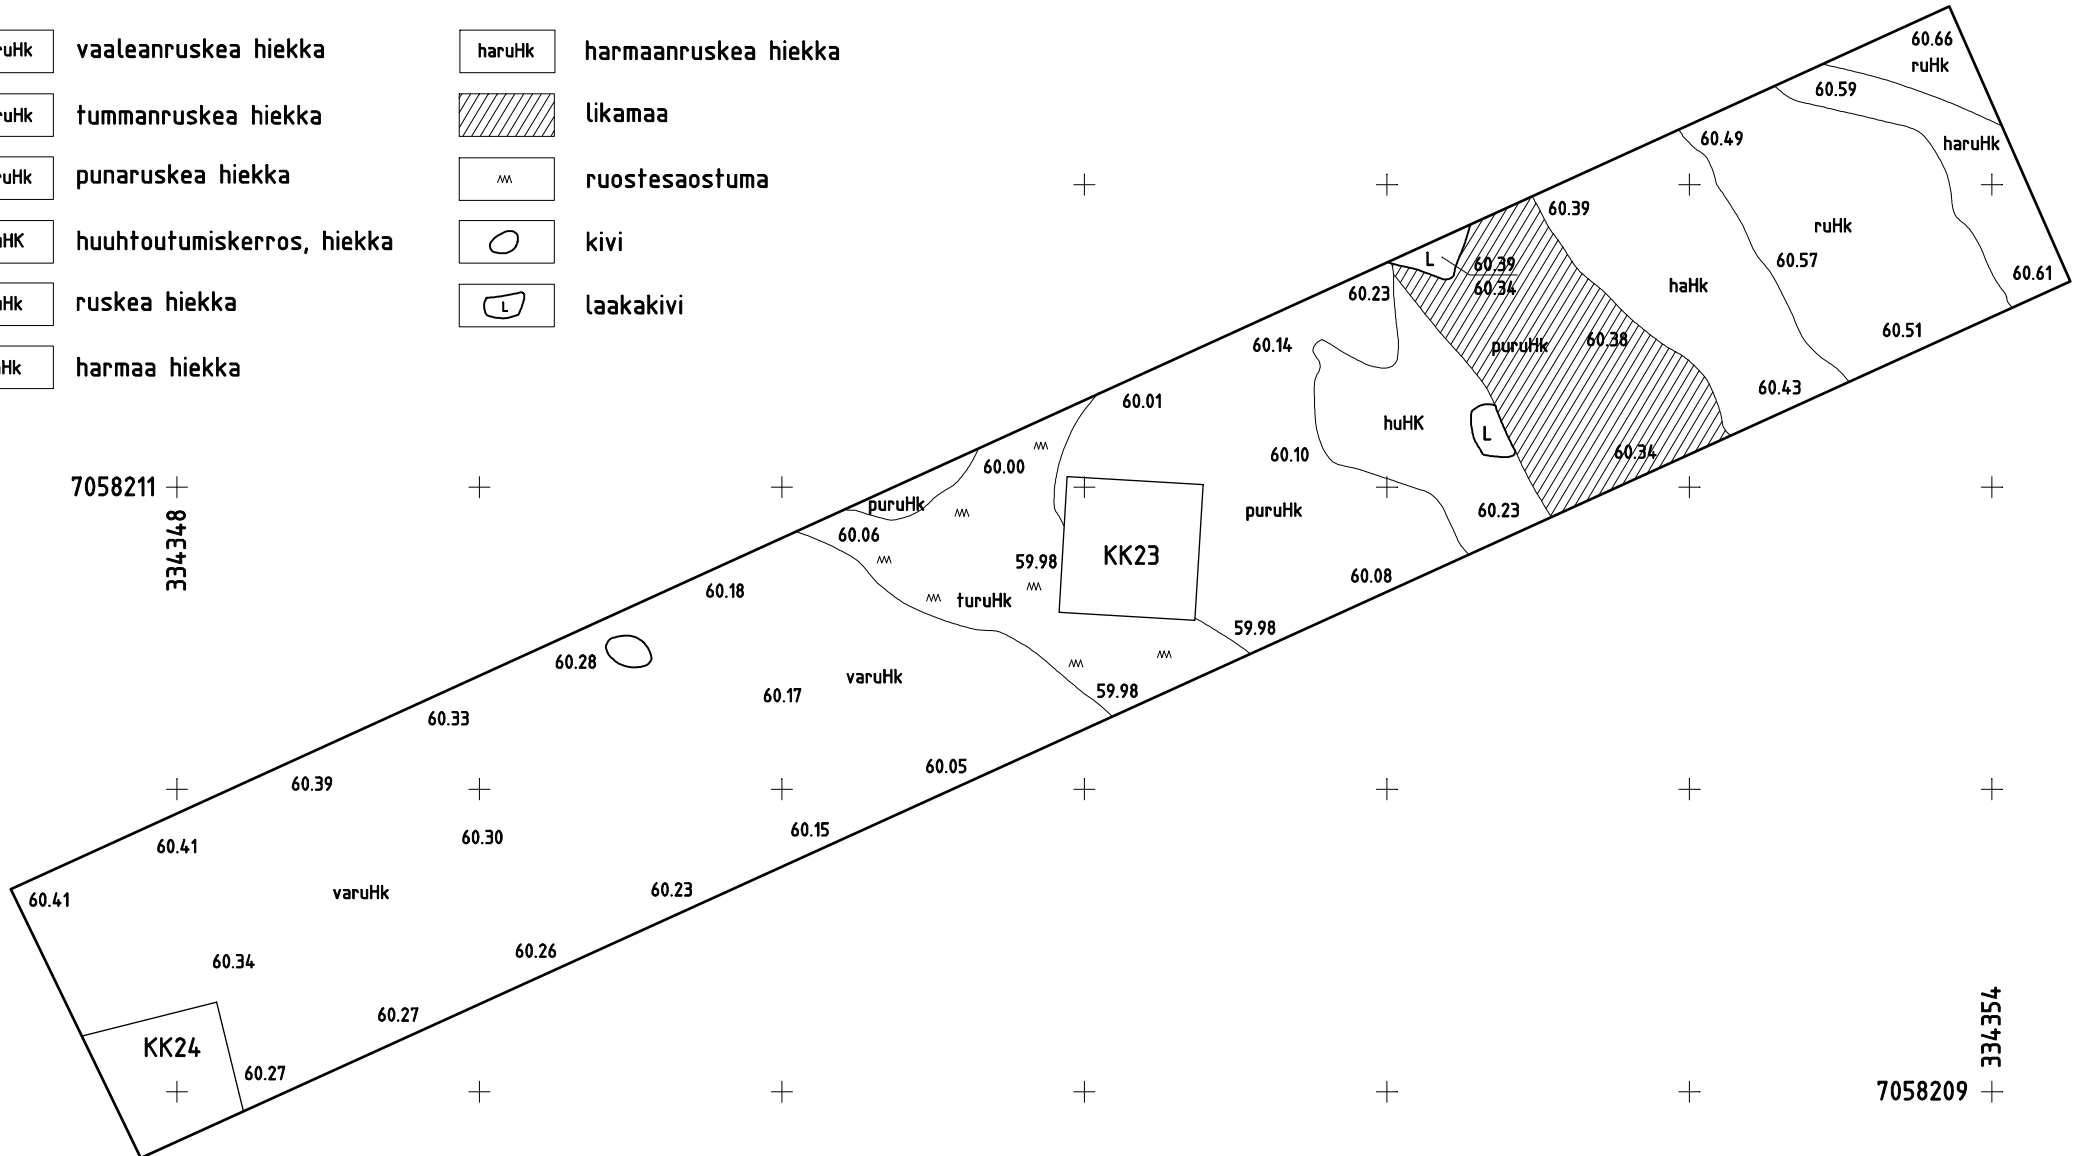 ruHk vaaleanruskea hiekka
ruHk tummanruskea hiekka
ruHk punaruskea hiekka
uHK huuhtoutumiskerros, hiekka
uHk ruskea hiekka
Hk harmaa hiekka
haruHk harmaanruskea hiekka
likamaa
ruostesaostuma
kivi
L laakakivi
60.66
ruHk
60.59
60.49
haruHk
60.39
ruHk
60.57
L
60.39
60.34
60.61
haHk
60.23
60.51
60.14
puruHk
60.38
60.43
60.01
huHK
L
60.10
60.34
60.00
7058211
334348
puruHk
puruHk
60.23
60.06
KK23
59.98
60.08
60.18
turuHk
59.98
60.28
varuHk
60.17
59.98
60.33
60.05
60.39
60.15
60.30
60.41
60.23
varuHk
60.41
60.26
60.34
60.27
KK24
60.27
334354
7058209